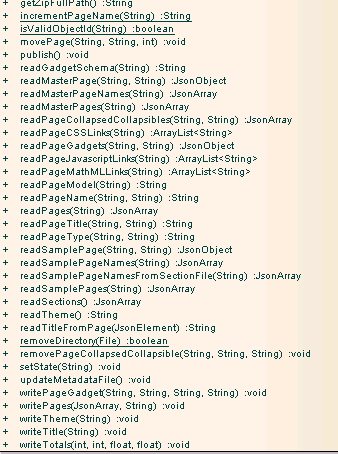 + getZipFullPath() :String
+ incrementPageName(String) :String
+ isValidObjectId(String) :boolean
+ movePage(String, String, int) :void
+ publish() :void
+ readGadgetSchema(String) :String
+ readMasterPage(String, String) :JsonObject
+ readMasterPageNames(String) :JsonArray
+ readMasterPages(String) :JsonArray
+ readPageCollapsedCollapsibles(String, String) :JsonArray
+ readPageCSSLinks(String) :ArrayList<String>
+ readPageGadgets(String, String) :JsonObject
+ readPageJavascriptLinks(String) :ArrayList<String>
+ readPageMathMLLinks(String) :ArrayList<String>
+ readPageModel(String) :String
+ readPageName(String, String) :String
+ readPages(String) :JsonArray
+ readPageTitle(String, String) :String
+ readPageType(String, String) :String
+ readSamplePage(String, String) :JsonObject
+ readSamplePageNames(String) :JsonArray
+ readSamplePageNamesFromSectionFile(String) :JsonArray
+ readSamplePages(String) :JsonArray
+ readSections() :JsonArray
+ readTheme() :String
+ readTitleFromPage(JsonElement) :String
+ removeDirectory(File) :boolean
+ removePageCollapsedCollapsible(String, String, String) :void
+ setState(String) :void
+ updateMetadataFile() :void
+ writePageGadget(String, String, String, String) :void
+ writePages(JsonArray, String) :void
+ writeTheme(String) :void
+ writeTitle(String) :void
+ writeTotals(int, int, float, float) :void